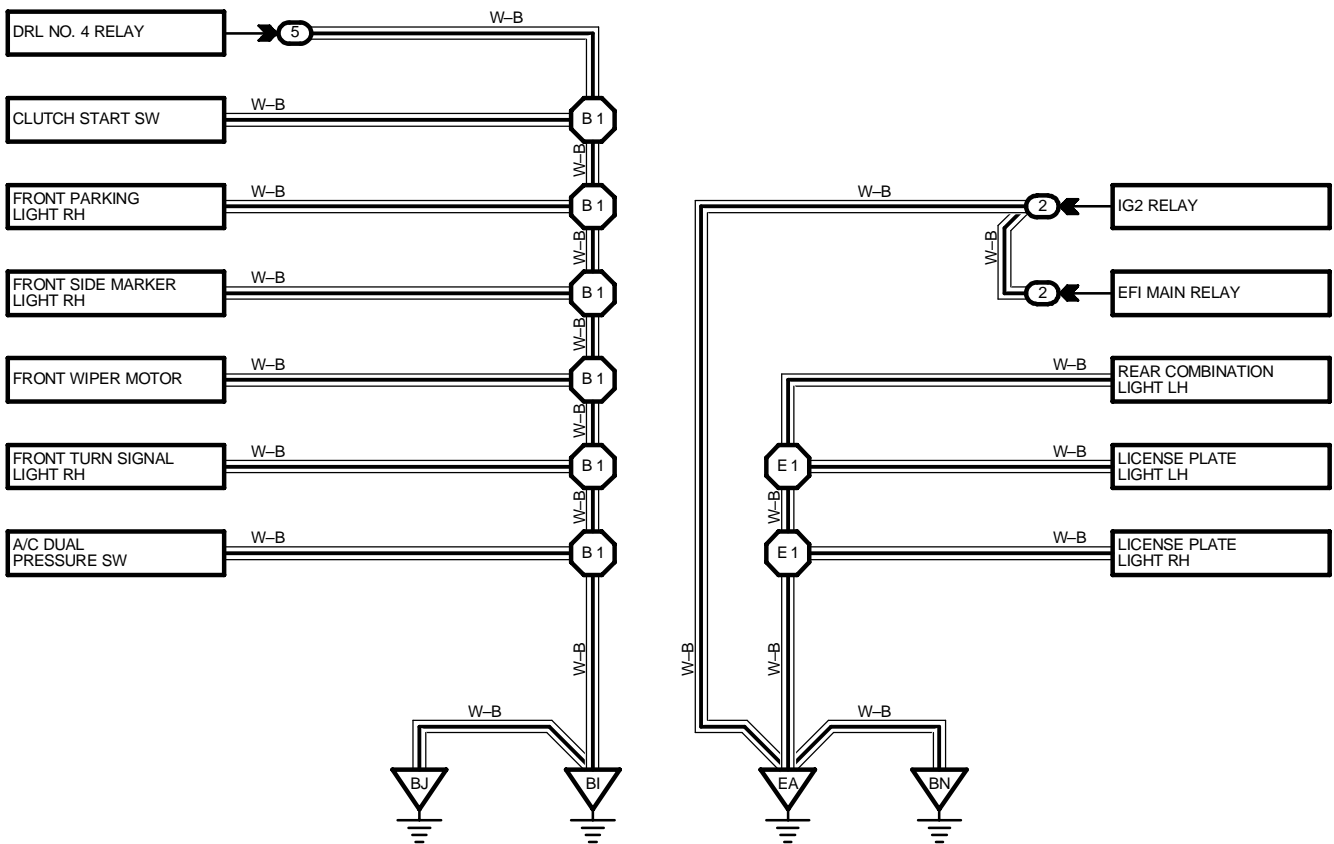 W–B
DRL NO. 4 RELAY
5
CLUTCH START SW
W–B
B 1
W–B
FRONT PARKING
LIGHT RH
W–B
B 1
W–B
FRONT SIDE MARKER
LIGHT RH
W–B
B 1
W–B
FRONT WIPER MOTOR
W–B
B 1
W–B
FRONT TURN SIGNAL
LIGHT RH
W–B
B 1
W–B
A/C DUAL
PRESSURE SW
W–B
B 1
W–B
W–B
BJ
BI
W–B
2
IG2 RELAY
W–B
2
EFI MAIN RELAY
W–B
REAR COMBINATION
LIGHT LH
E 1
W–B
LICENSE PLATE
LIGHT LH
W–B
E 1
W–B
LICENSE PLATE
LIGHT RH
W–B
W–B
W–B
EA
BN